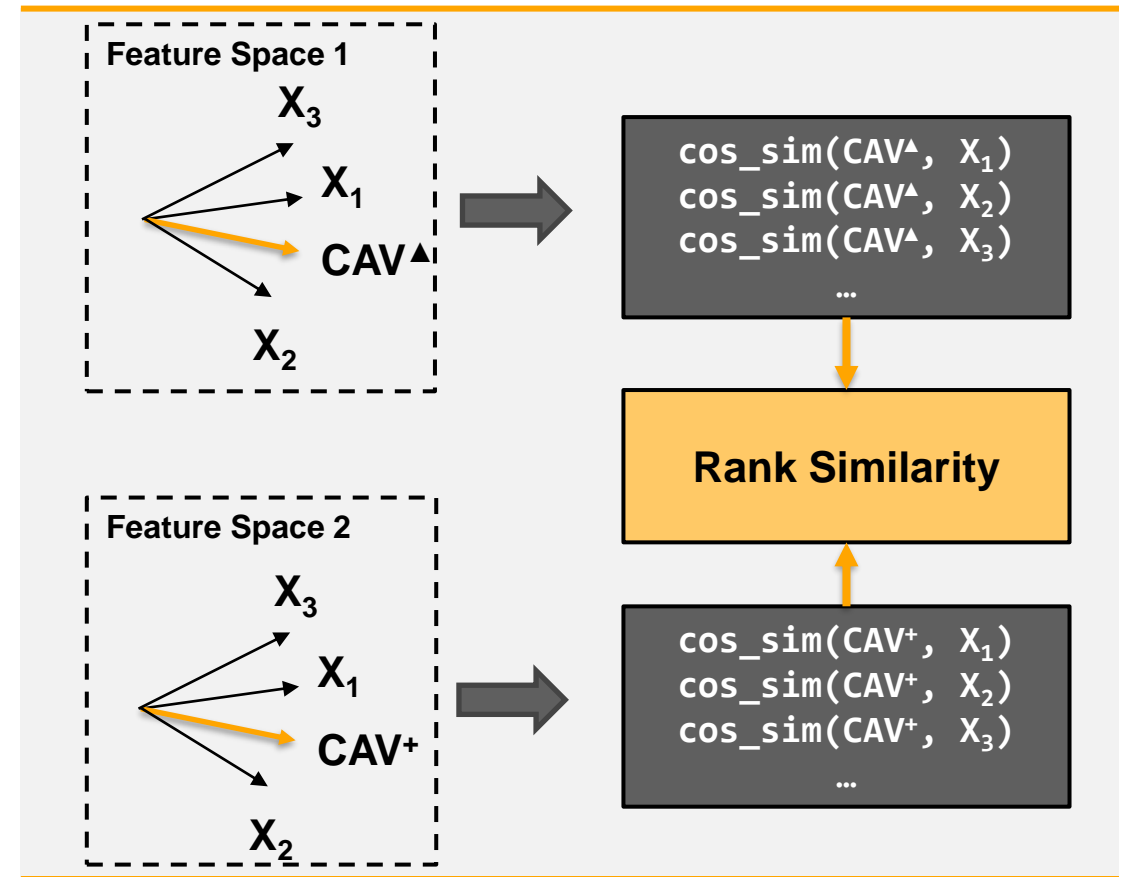 Feature Space 1
X₃
X₁
CAV▲
X₂
cos_sim(CAV▲, X₁)
cos_sim(CAV▲, X₂)
cos_sim(CAV▲, X₃)
…
Rank Similarity
Feature Space 2
X₃
X₁
CAV⁺
X₂
cos_sim(CAV⁺, X₁)
cos_sim(CAV⁺, X₂)
cos_sim(CAV⁺, X₃)
…